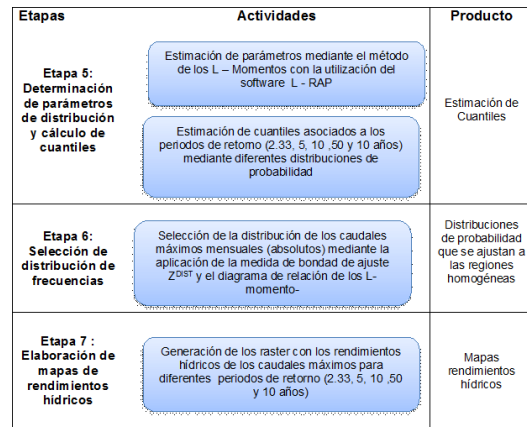 Etapas
Actividades
Producto
Etapa 5:
Determinación
de parámetros
de distribución
y cálculo de
cuantiles
Estimación de parámetros mediante el método
de los L – Momentos con la utilización del
software L - RAP
Estimación de cuantiles asociados a los
periodos de retorno (2.33, 5, 10 ,50 y 10 años)
mediante diferentes distribuciones de
probabilidad
Estimación de
Cuantiles
Etapa 6:
Selección de
distribución de
frecuencias
Selección de la distribución de los caudales
máximos mensuales (absolutos) mediante la
aplicación de la medida de bondad de ajuste
Z^DIST y el diagrama de relación de los L-
momento-
Distribuciones
de probabilidad
que se ajustan a
las regiones
homogéneas
Etapa 7 :
Elaboración de
mapas de
rendimientos
hídricos
Generación de los raster con los rendimientos
hídricos de los caudales máximos para
diferentes periodos de retorno (2.33, 5, 10 ,50
y 10 años)
Mapas
rendimientos
hídricos